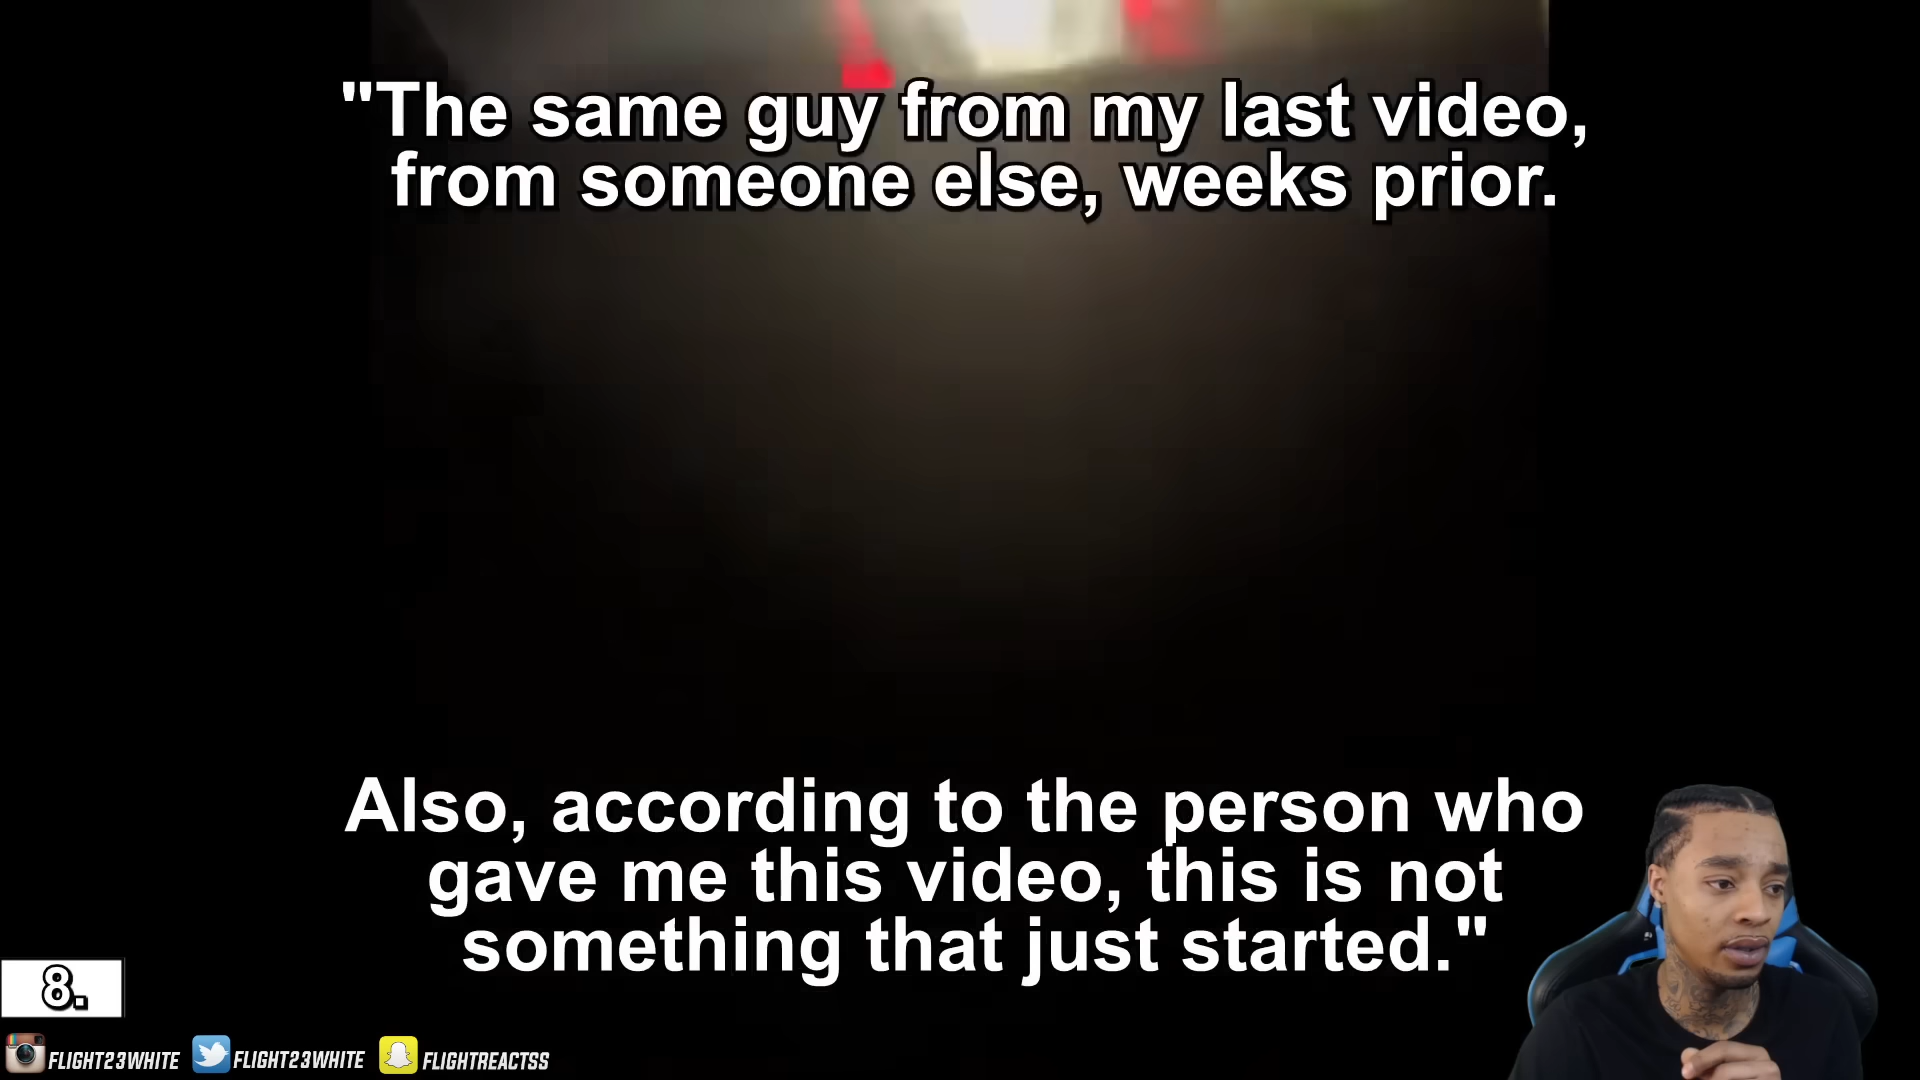 "The same guy from my last video,
from someone else, weeks prior.
Also, according to the person who
gave me this video, this is not
something that just started."
8.
FLIGHT23WHITE FLIGHT23WHITE FLIGHTREACTSS